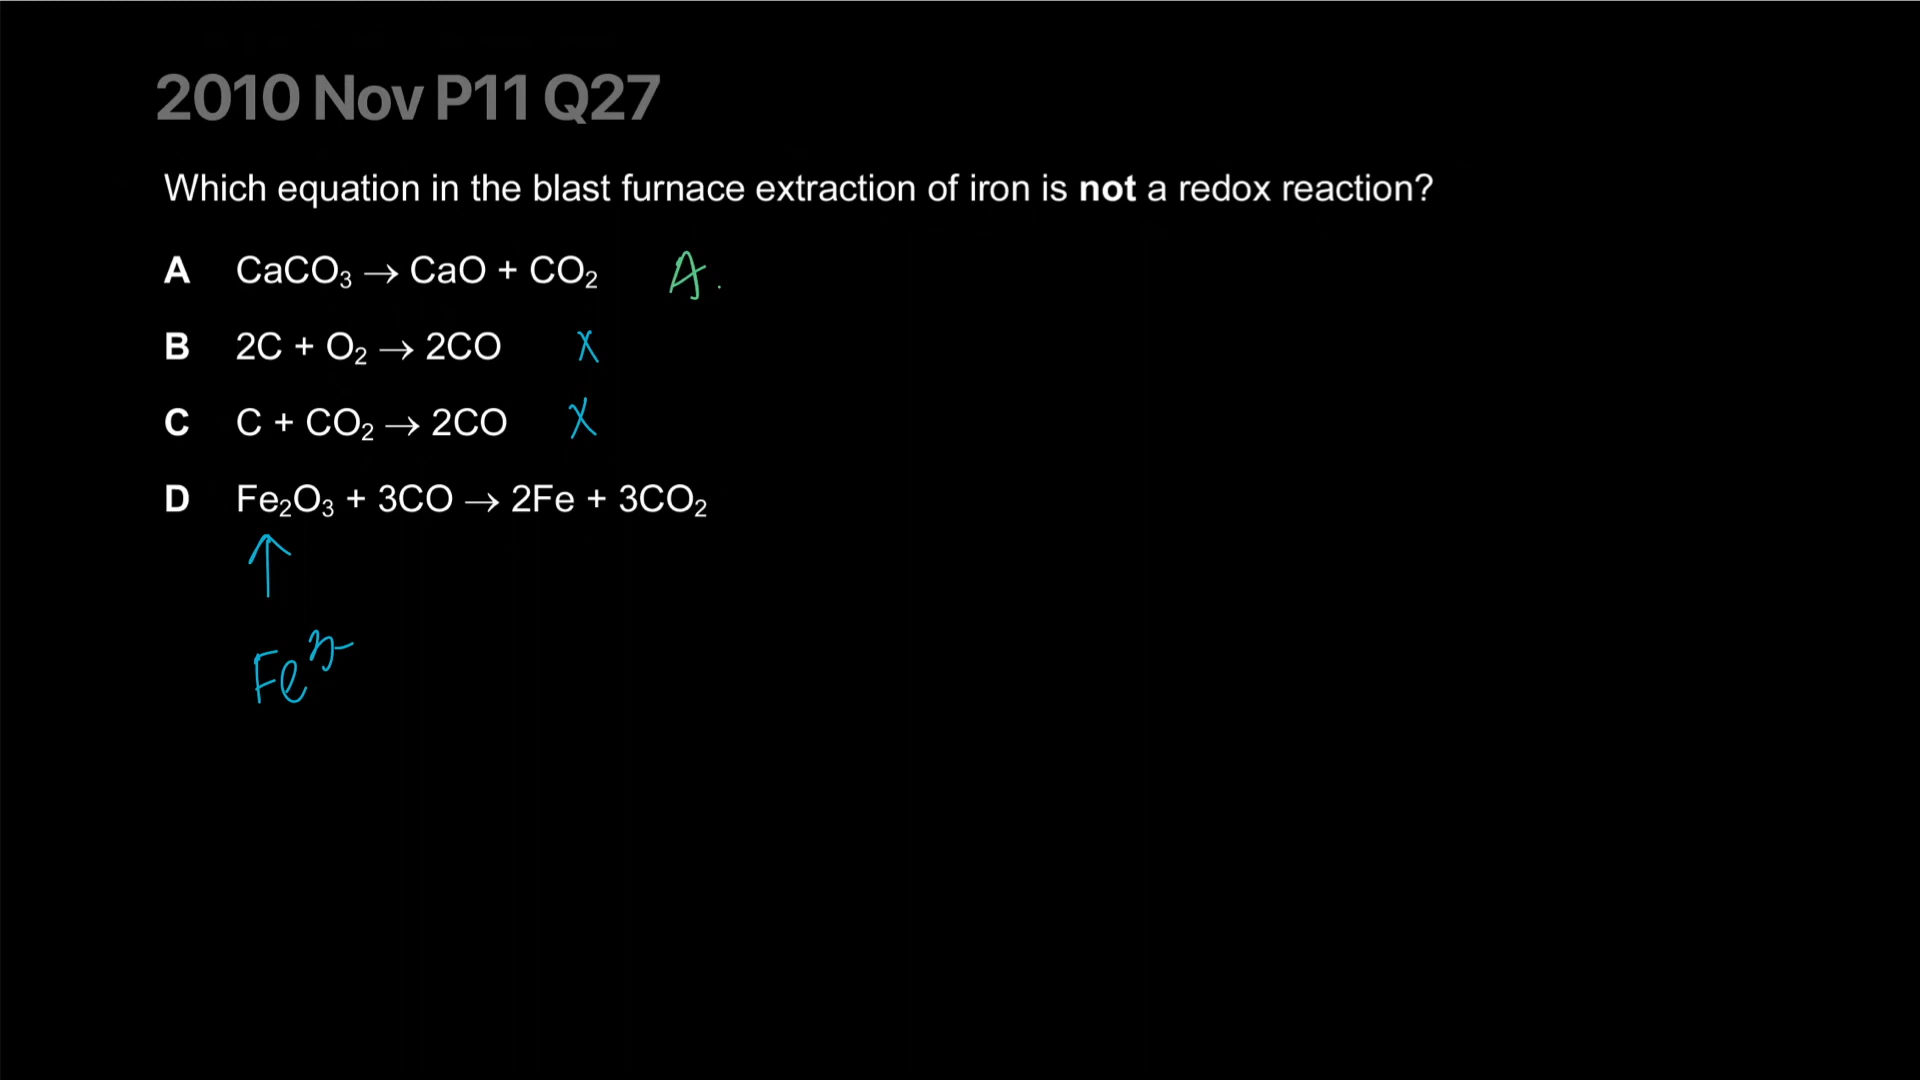 2010 Nov P11 Q27
Which equation in the blast furnace extraction of iron is not a redox reaction?
A CaCO₃ → CaO + CO₂ A.
B 2C + O₂ → 2CO X
C C + CO₂ → 2CO X
D Fe₂O₃ + 3CO → 2Fe + 3CO₂
↑
Fe